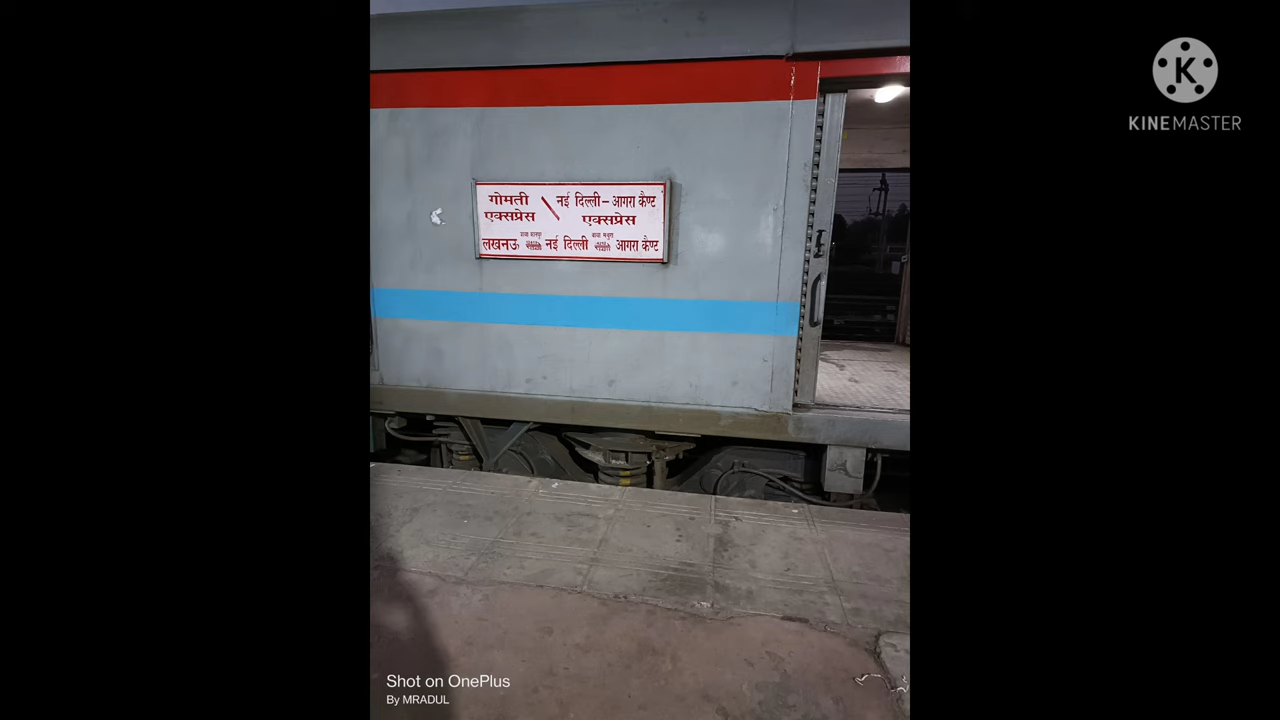 KINEMASTER
गोमती
एक्सप्रेस
नई दिल्ली - आगरा कैण्ट
एक्सप्रेस
लखनऊ नई दिल्ली आगरा कैण्ट
Shot on OnePlus
By MRADUL